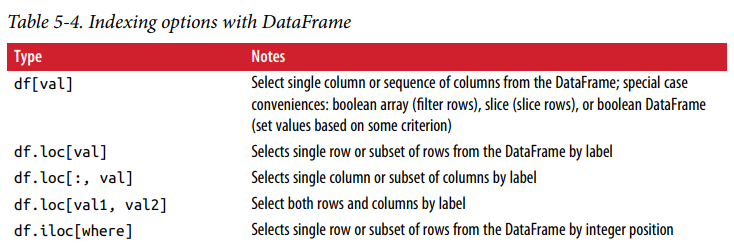 Table 5-4. Indexing options with DataFrame
Type Notes
df[val] Select single column or sequence of columns from the DataFrame; special case
conveniences: boolean array (filter rows), slice (slice rows), or boolean DataFrame
(set values based on some criterion)
df.loc[val] Selects single row or subset of rows from the DataFrame by label
df.loc[:, val] Selects single column or subset of columns by label
df.loc[val1, val2] Select both rows and columns by label
df.iloc[where] Selects single row or subset of rows from the DataFrame by integer position